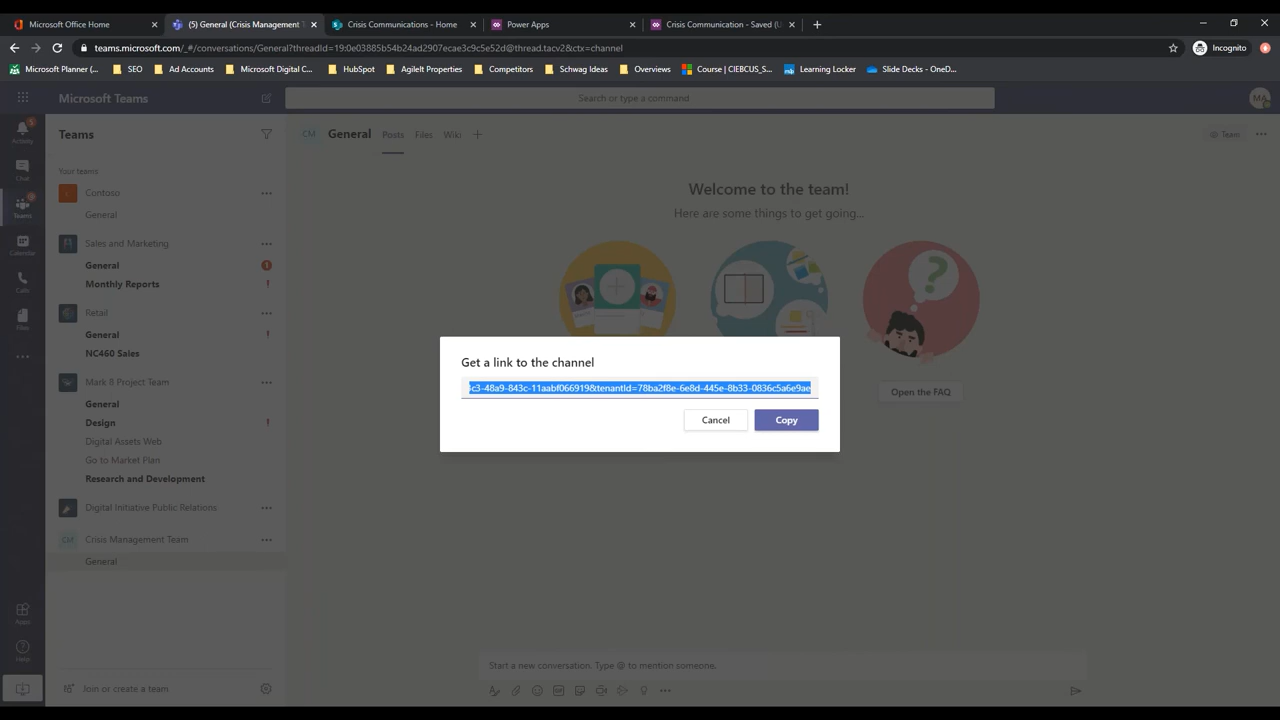 Microsoft Office Home
(5) General (Crisis Management T
Crisis Communications - Home
Power Apps
Crisis Communication - Saved (U
teams.microsoft.com/_#/conversations/General?threadId=19:0e03885b54b24ad2907ecae3c9c5e52d@thread.tacv2&ctx=channel
Incognito
Microsoft Planner (...
SEO
Ad Accounts
Microsoft Digital C...
HubSpot
AgileIt Properties
Competitors
Schwag Ideas
Overviews
Course | CIEBCUS_S...
Learning Locker
Slide Decks - OneD...
Microsoft Teams
Search or type a command
MA
Activity
5
Chat
Teams
Calendar
Calls
Files
Apps
Help
Teams
Your teams
Contoso
General
Sales and Marketing
General
1
Monthly Reports
!
Retail
General
!
NC460 Sales
Mark 8 Project Team
General
Design
!
Digital Assets Web
Go to Market Plan
Research and Development
Digital Initiative Public Relations
CM Crisis Management Team
General
Join or create a team
CM General Posts Files Wiki
Team
Welcome to the team!
Here are some things to get going...
Open the FAQ
Get a link to the channel
c3-48a9-843c-11aabf066919&tenantId=78ba2f8e-6e8d-445e-8b33-0836c5a6e9ae
Cancel
Copy
Start a new conversation. Type @ to mention someone.
GIF